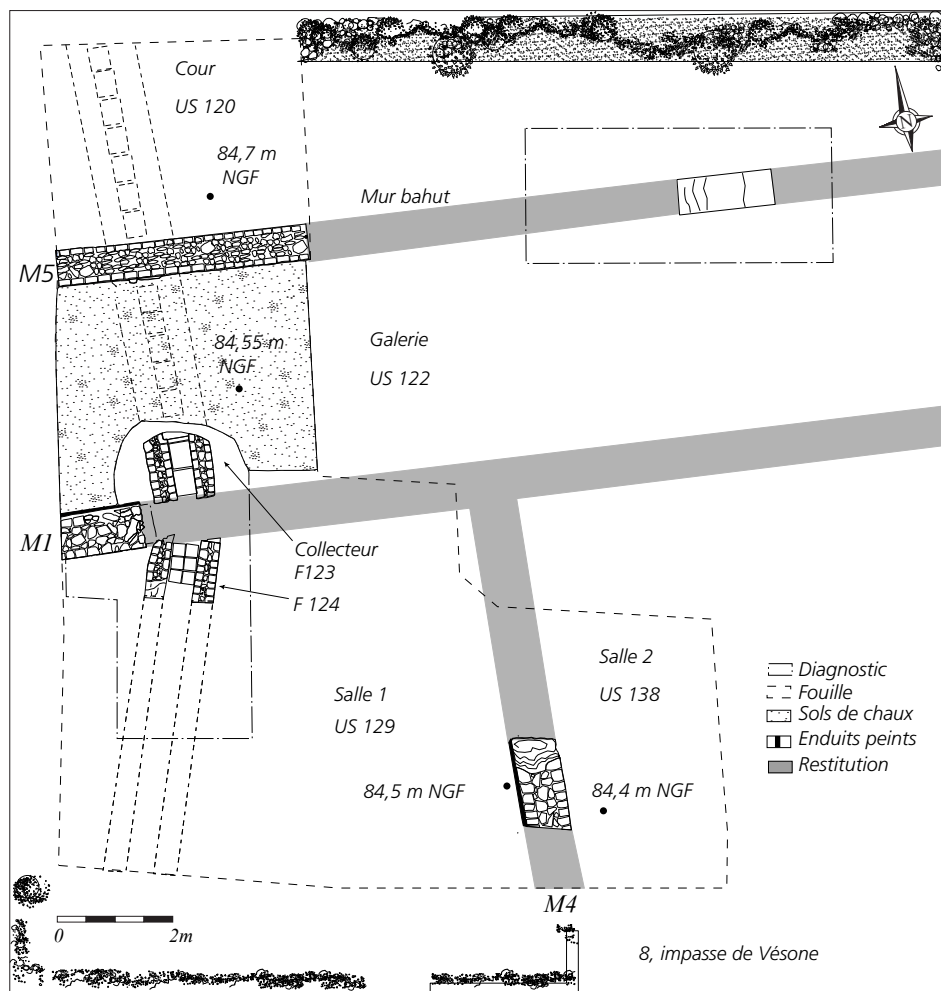 Cour
US 120
84,7 m
NGF
N
Mur bahut
M5
84,55 m
NGF
Galerie
US 122
M1
Collecteur
F123
F 124
Salle 1
US 129
Salle 2
US 138
Diagnostic
Fouille
Sols de chaux
Enduits peints
Restitution
84,5 m NGF
84,4 m NGF
M4
0
2m
8, impasse de Vésone